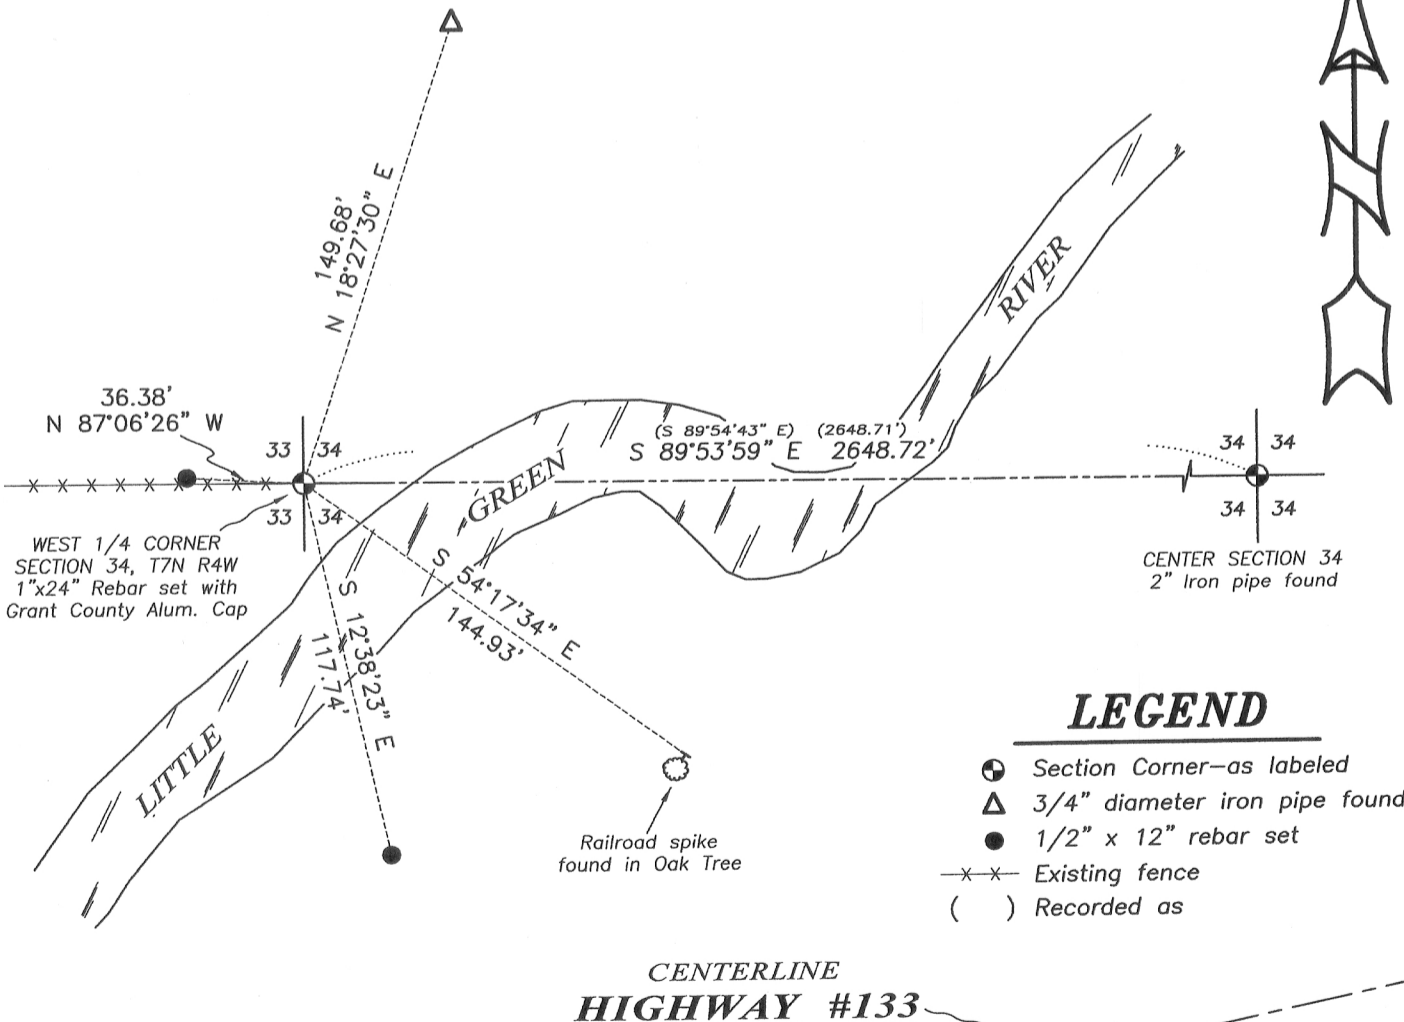 149.68'
N 18°27'30" E
36.38'
N 87°06'26" W
33 34
33 34
WEST 1/4 CORNER
SECTION 34, T7N R4W
1"x24" Rebar set with
Grant County Alum. Cap
(S 89°54'43" E) (2648.71')
S 89°53'59" E 2648.72'
LITTLE GREEN RIVER
34 34
34 34
CENTER SECTION 34
2" Iron pipe found
S 54°17'34" E
144.93'
S 12°38'23" E
117.74'
Railroad spike
found in Oak Tree
N
LEGEND
Section Corner-as labeled
3/4" diameter iron pipe found
1/2" x 12" rebar set
Existing fence
( ) Recorded as
CENTERLINE
HIGHWAY #133